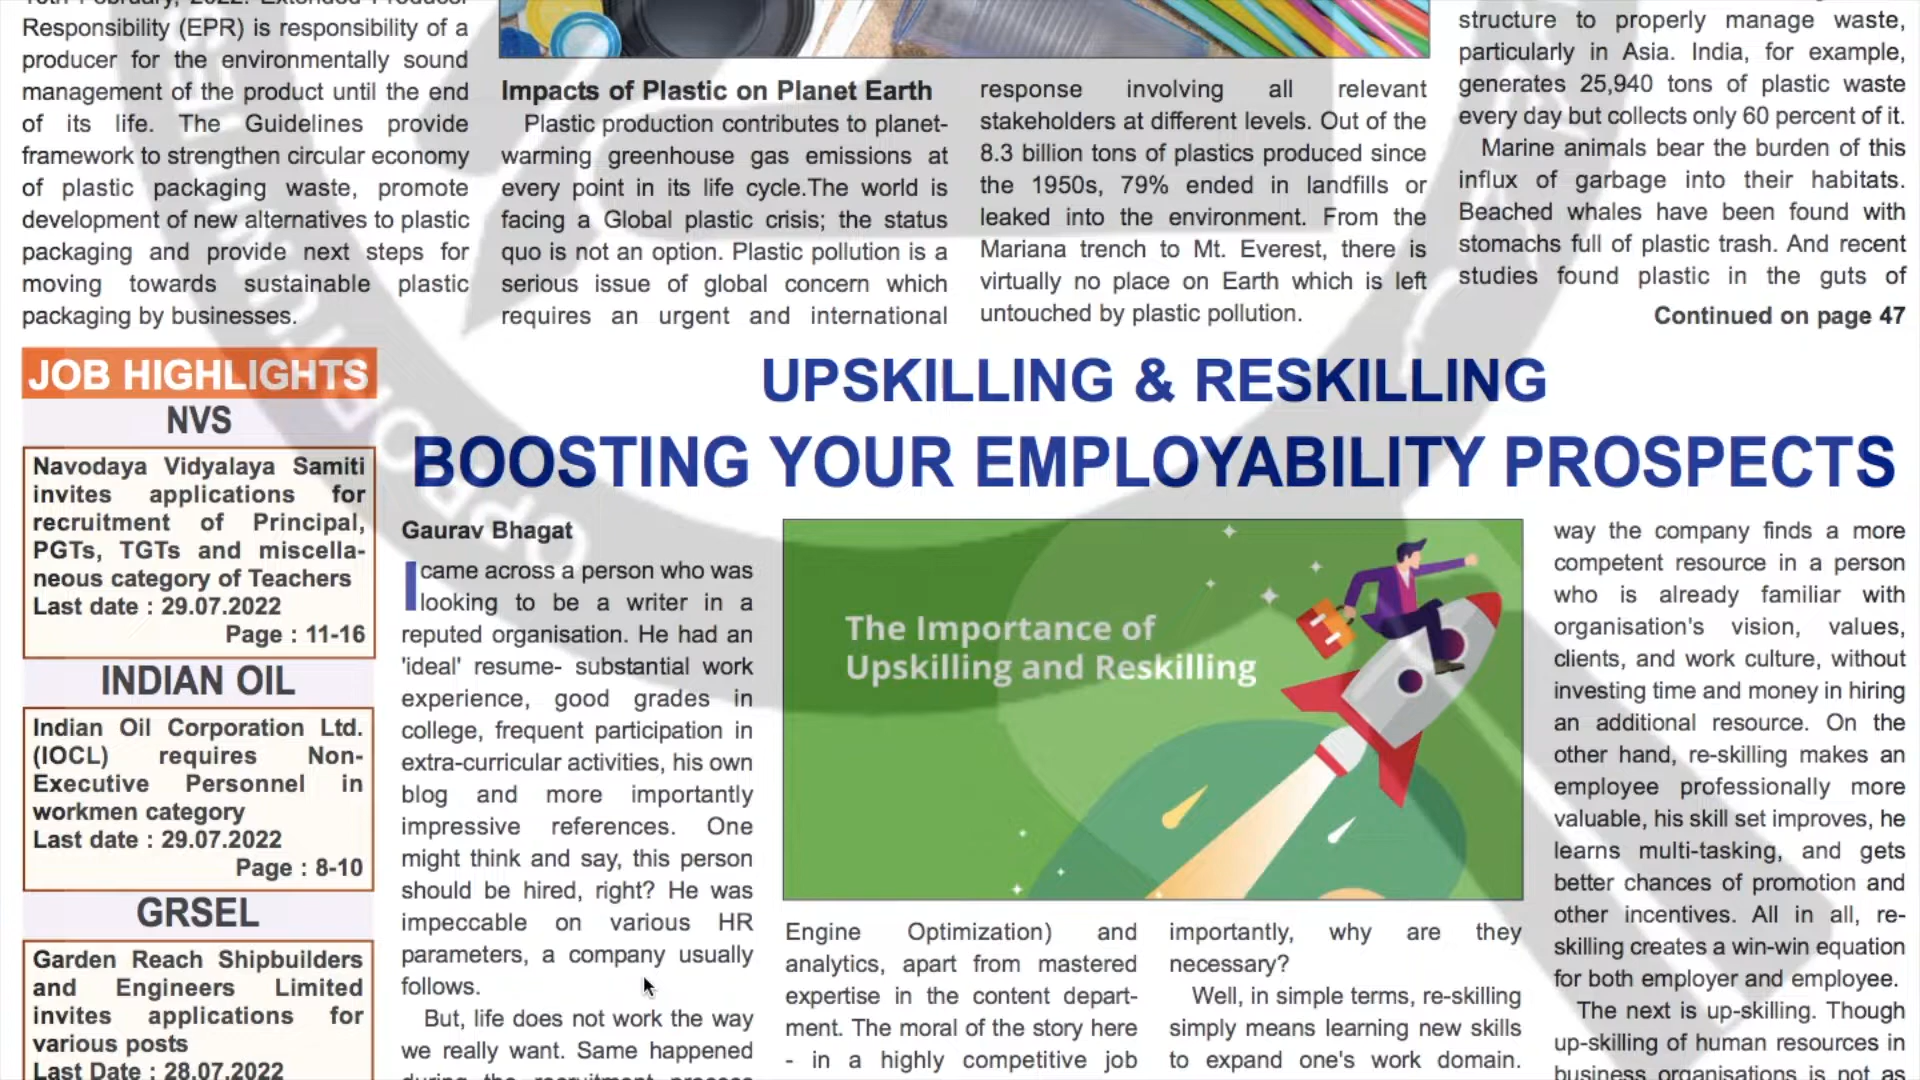 Responsibility (EPR) is responsibility of a
producer for the environmentally sound
management of the product until the end
of its life. The Guidelines provide
framework to strengthen circular economy
of plastic packaging waste, promote
development of new alternatives to plastic
packaging and provide next steps for
moving towards sustainable plastic
packaging by businesses.
Impacts of Plastic on Planet Earth
Plastic production contributes to planet-
warming greenhouse gas emissions at
every point in its life cycle.The world is
facing a Global plastic crisis; the status
quo is not an option. Plastic pollution is a
serious issue of global concern which
requires an urgent and international
response involving all relevant
stakeholders at different levels. Out of the
8.3 billion tons of plastics produced since
the 1950s, 79% ended in landfills or
leaked into the environment. From the
Mariana trench to Mt. Everest, there is
virtually no place on Earth which is left
untouched by plastic pollution.
structure to properly manage waste,
particularly in Asia. India, for example,
generates 25,940 tons of plastic waste
every day but collects only 60 percent of it.
Marine animals bear the burden of this
influx of garbage into their habitats.
Beached whales have been found with
stomachs full of plastic trash. And recent
studies found plastic in the guts of
Continued on page 47
JOB HIGHLIGHTS
NVS
Navodaya Vidyalaya Samiti
invites applications for
recruitment of Principal,
PGTs, TGTs and miscella-
neous category of Teachers
Last date : 29.07.2022
Page : 11-16
INDIAN OIL
Indian Oil Corporation Ltd.
(IOCL) requires Non-
Executive Personnel in
workmen category
Last date : 29.07.2022
Page : 8-10
GRSEL
Garden Reach Shipbuilders
and Engineers Limited
invites applications for
various posts
Last Date : 28.07.2022
UPSKILLING & RESKILLING
BOOSTING YOUR EMPLOYABILITY PROSPECTS
Gaurav Bhagat
I came across a person who was
looking to be a writer in a
reputed organisation. He had an
'ideal' resume- substantial work
experience, good grades in
college, frequent participation in
extra-curricular activities, his own
blog and more importantly
impressive references. One
might think and say, this person
should be hired, right? He was
impeccable on various HR
parameters, a company usually
follows.
But, life does not work the way
we really want. Same happened
during the recruitment process
The Importance of
Upskilling and Reskilling
Engine Optimization) and
analytics, apart from mastered
expertise in the content depart-
ment. The moral of the story here
- in a highly competitive job
importantly, why are they
necessary?
Well, in simple terms, re-skilling
simply means learning new skills
to expand one's work domain.
way the company finds a more
competent resource in a person
who is already familiar with
organisation's vision, values,
clients, and work culture, without
investing time and money in hiring
an additional resource. On the
other hand, re-skilling makes an
employee professionally more
valuable, his skill set improves, he
learns multi-tasking, and gets
better chances of promotion and
other incentives. All in all, re-
skilling creates a win-win equation
for both employer and employee.
The next is up-skilling. Though
up-skilling of human resources in
business organisations is not as